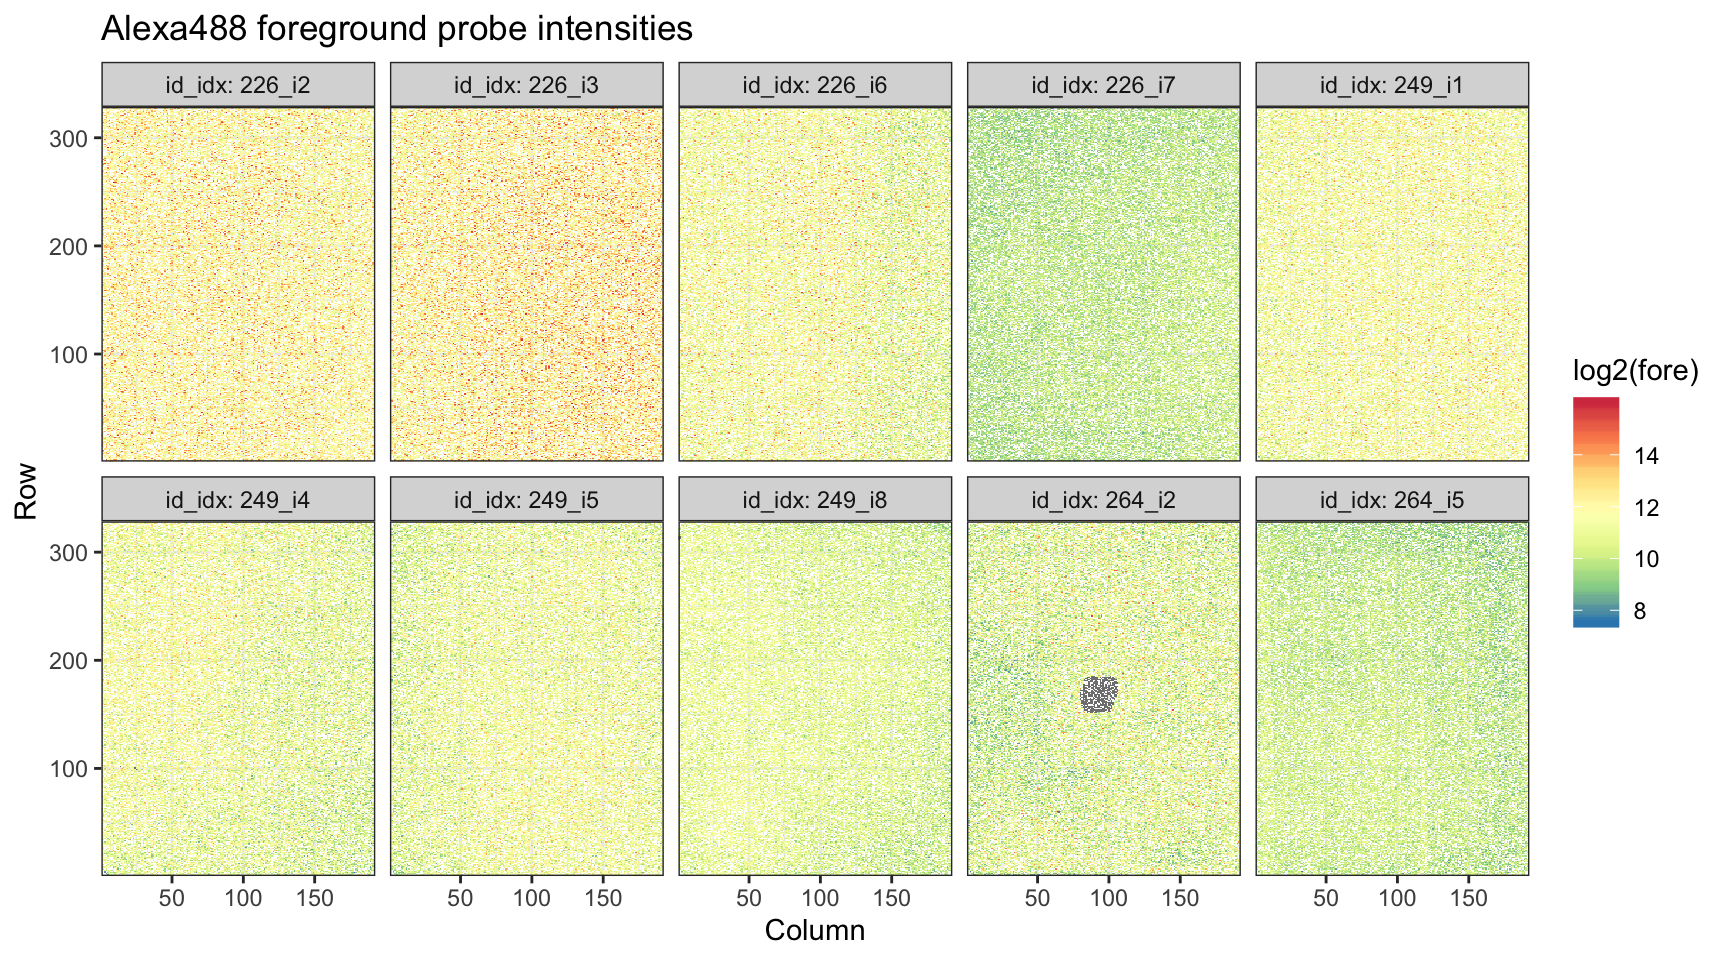 Alexa488 foreground probe intensities
id_idx: 226_i2 id_idx: 226_i3 id_idx: 226_i6 id_idx: 226_i7 id_idx: 249_i1
300
200
100
id_idx: 249_i4 id_idx: 249_i5 id_idx: 249_i8 id_idx: 264_i2 id_idx: 264_i5
300
200
100
50 100 150 50 100 150 50 100 150 50 100 150 50 100 150
Column
Row
log2(fore)
14
12
10
8